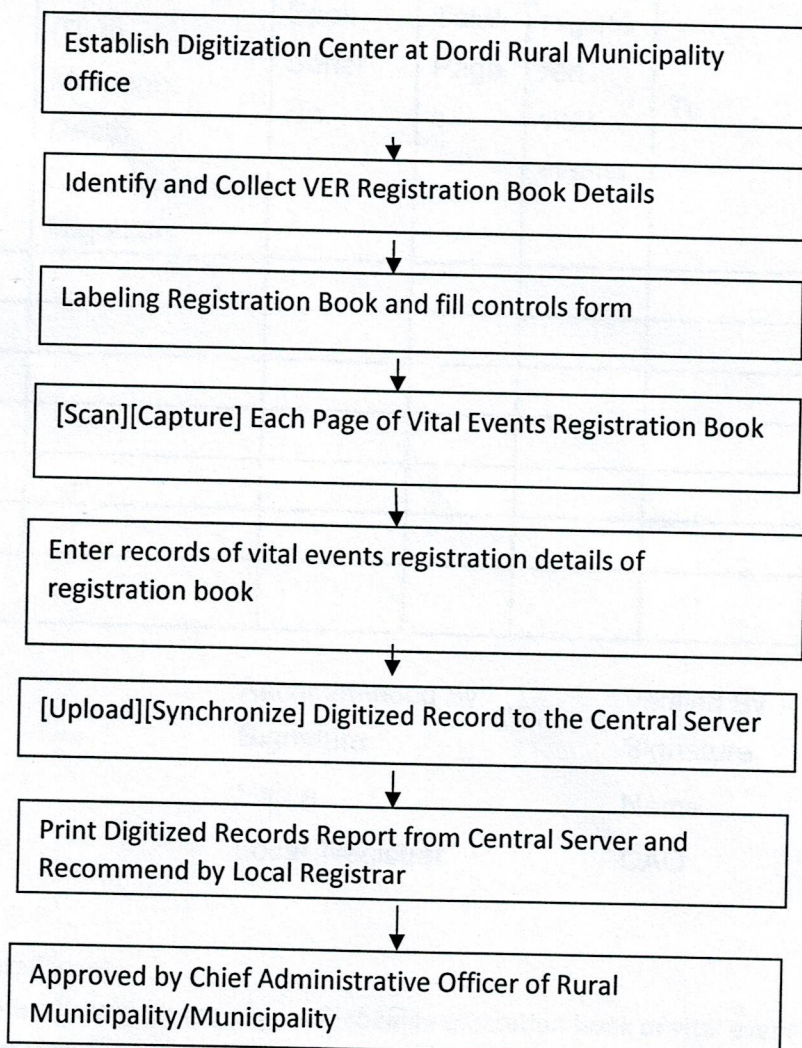 Establish Digitization Center at Dordi Rural Municipality
office
Identify and Collect VER Registration Book Details
Labeling Registration Book and fill controls form
[Scan][Capture] Each Page of Vital Events Registration Book
Enter records of vital events registration details of
registration book
[Upload][Synchronize] Digitized Record to the Central Server
Print Digitized Records Report from Central Server and
Recommend by Local Registrar
Approved by Chief Administrative Officer of Rural
Municipality/Municipality